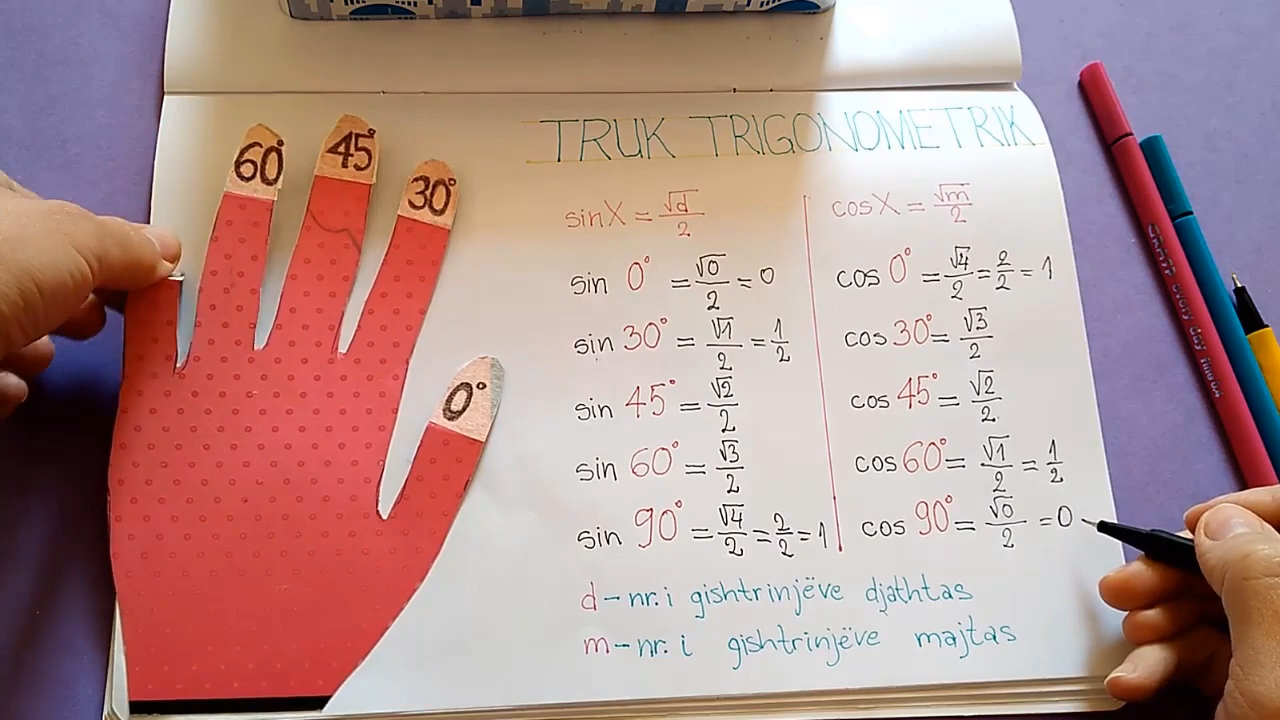 TRUK TRIGONOMETRIK
60°
45°
30°
0°
sinX = √d/2
sin 0° = √0/2 = 0
sin 30° = √1/2 = 1/2
sin 45° = √2/2
sin 60° = √3/2
sin 90° = √4/2 = 2/2 = 1
cosX = √m/2
cos 0° = √4/2 = 2/2 = 1
cos 30° = √3/2
cos 45° = √2/2
cos 60° = √1/2 = 1/2
cos 90° = √0/2 = 0
d - nr. i gishtrinjëve djathtas
m - nr. i gishtrinjëve majtas
every day